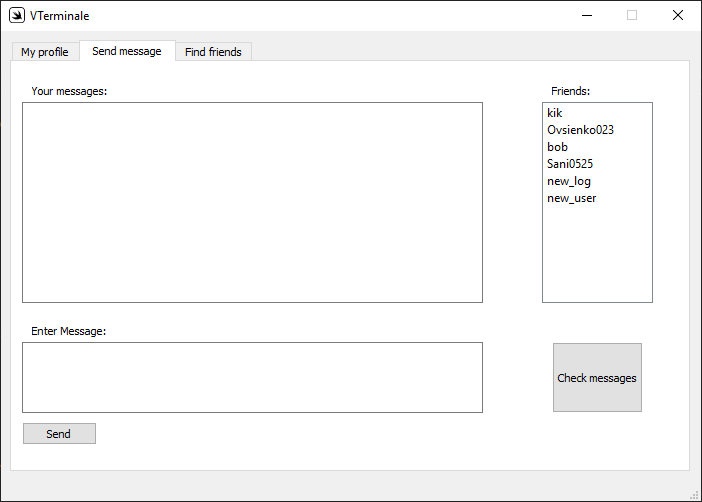 VTerminale
My profile
Send message
Find friends
Your messages:
Friends:
kik
Ovsienko023
bob
Sani0525
new_log
new_user
Enter Message:
Check messages
Send